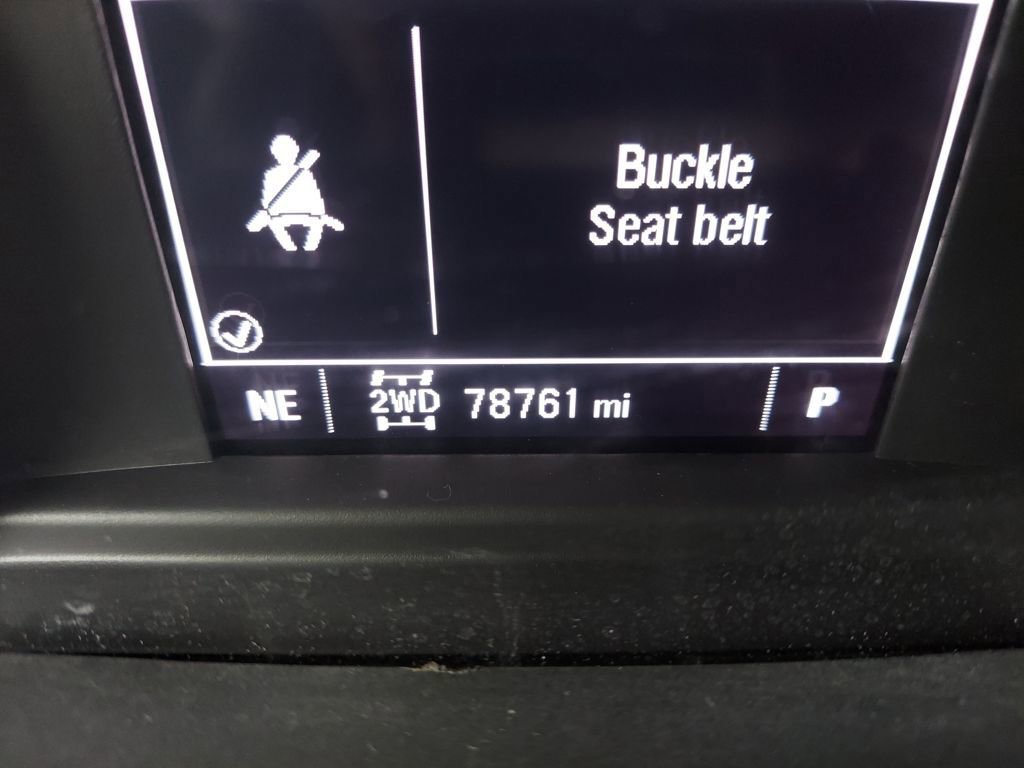 Buckle
Seat belt
NE 2WD 78761 mi P